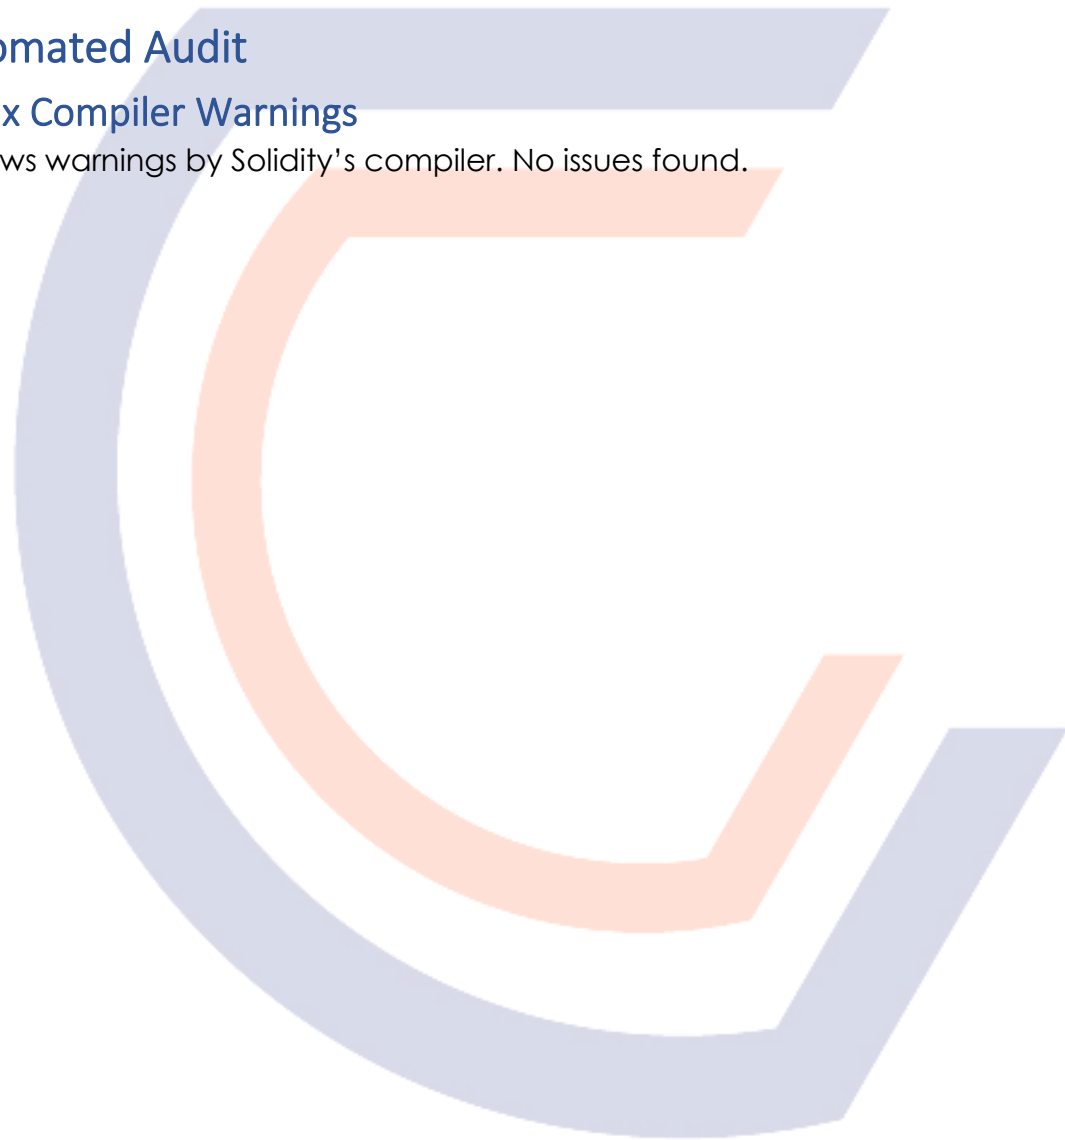 omated Audit
x Compiler Warnings
ws warnings by Solidity’s compiler. No issues found.